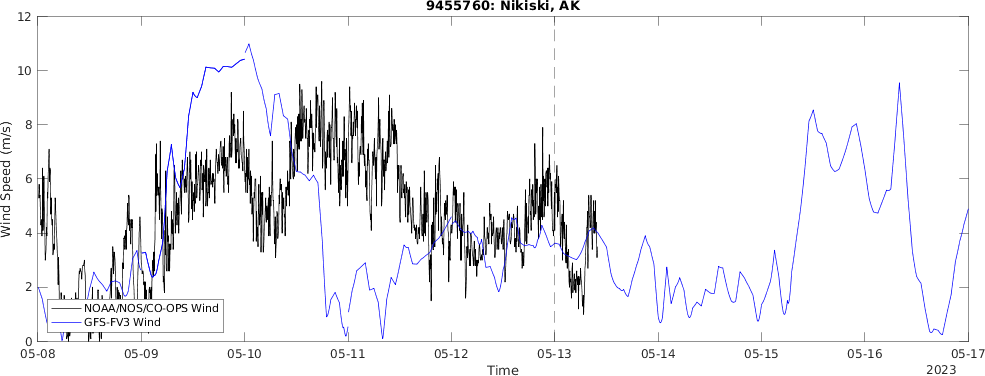 9455760: Nikiski, AK
Wind Speed (m/s)
12
10
8
6
4
2
0
NOAA/NOS/CO-OPS Wind
GFS-FV3 Wind
05-08 05-09 05-10 05-11 05-12 05-13 05-14 05-15 05-16 05-17
Time
2023